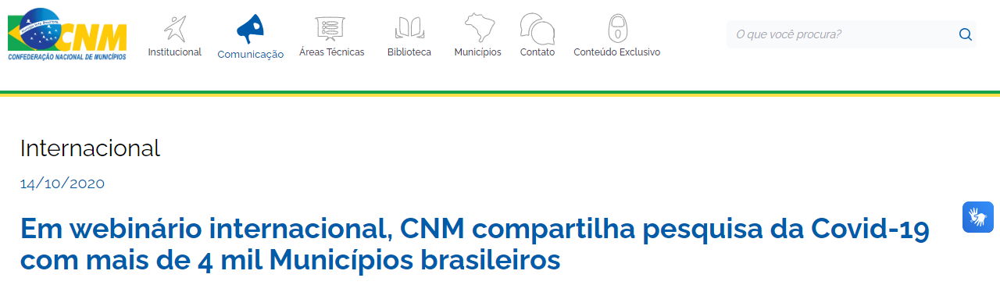 CNM
CONFEDERAÇÃO NACIONAL DE MUNICÍPIOS
Institucional
Comunicação
Áreas Técnicas
Biblioteca
Municípios
Contato
Conteúdo Exclusivo
O que você procura?
Internacional
14/10/2020
Em webinário internacional, CNM compartilha pesquisa da Covid-19
com mais de 4 mil Municípios brasileiros